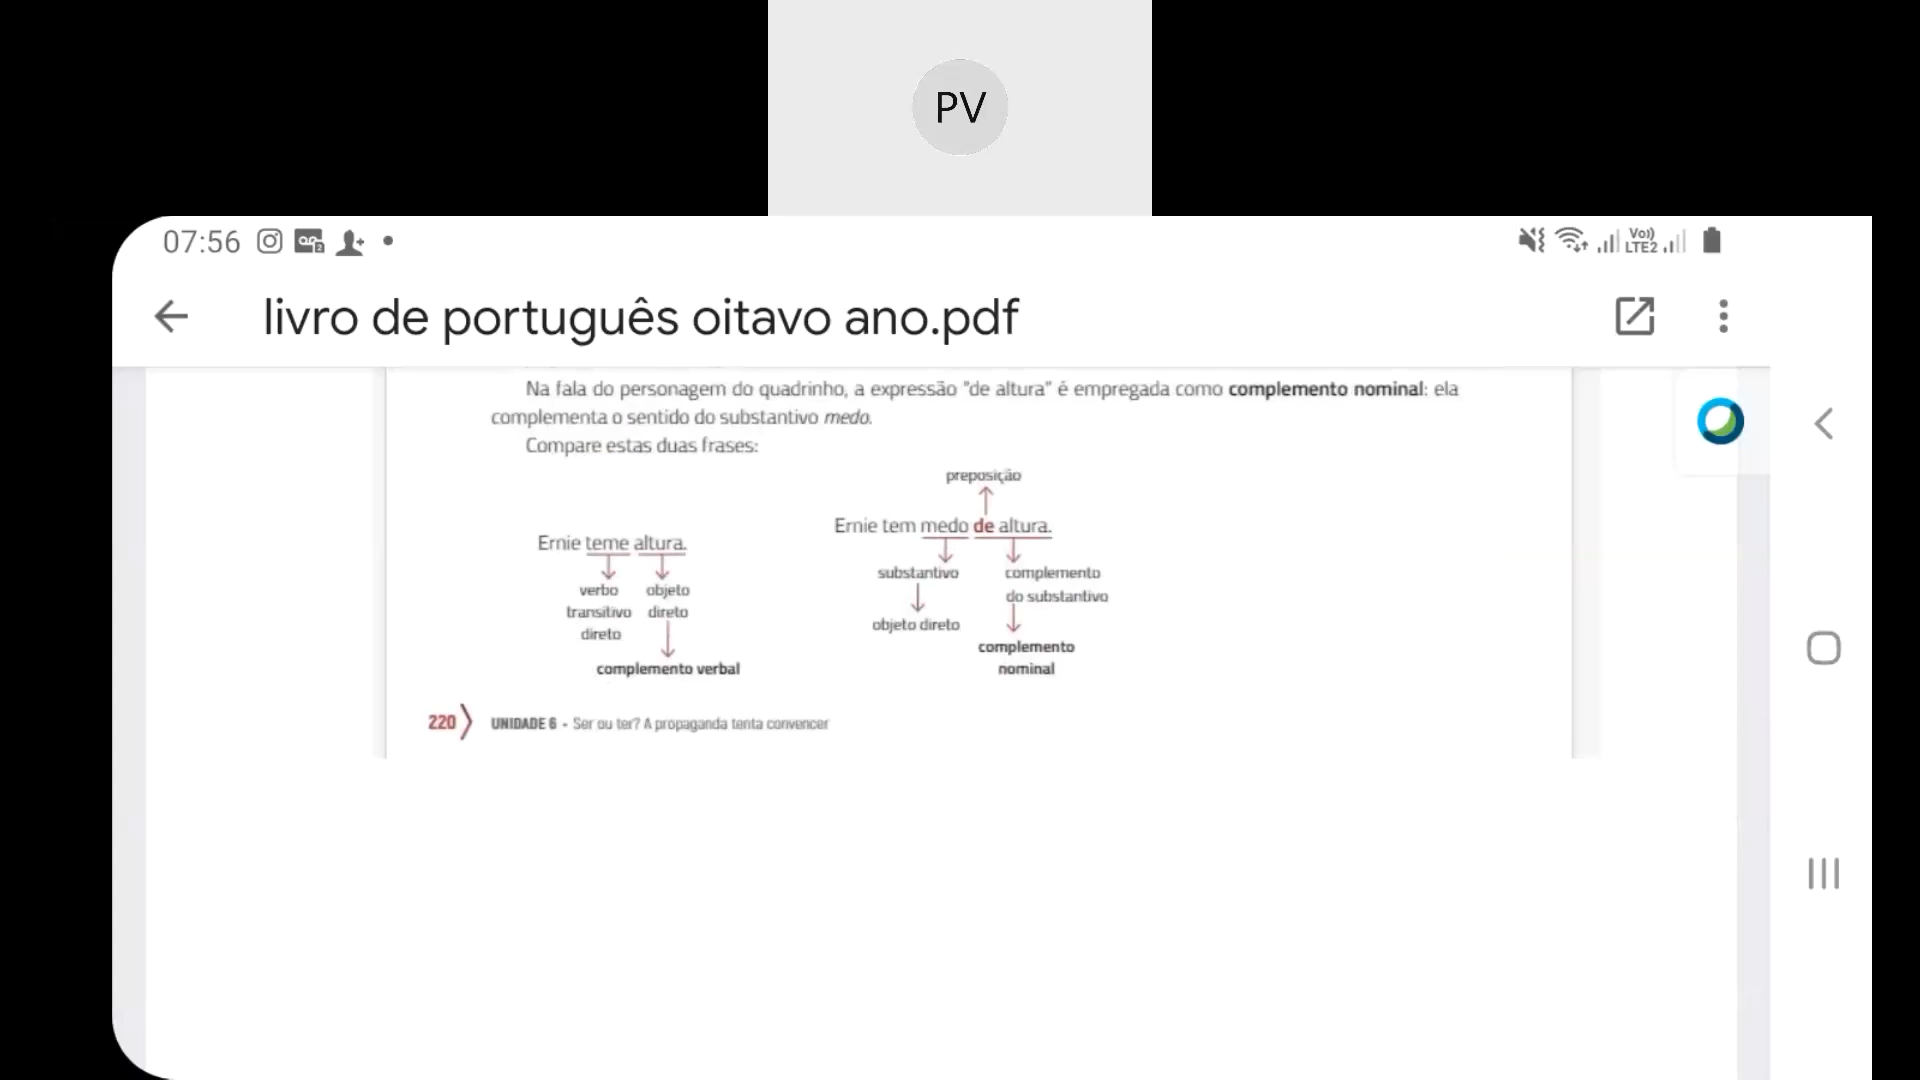 PV
07:56
Vo))
LTE2
livro de português oitavo ano.pdf
Na fala do personagem do quadrinho, a expressão "de altura" é empregada como complemento nominal: ela
complementa o sentido do substantivo medo.
Compare estas duas frases:
preposição
Ernie tem medo de altura.
Ernie teme altura.
substantivo complemento
do substantivo
verbo objeto
transitivo direto
direto
objeto direto
complemento
nominal
complemento verbal
220 UNIDADE 6 - Ser ou ter? A propaganda tenta convencer